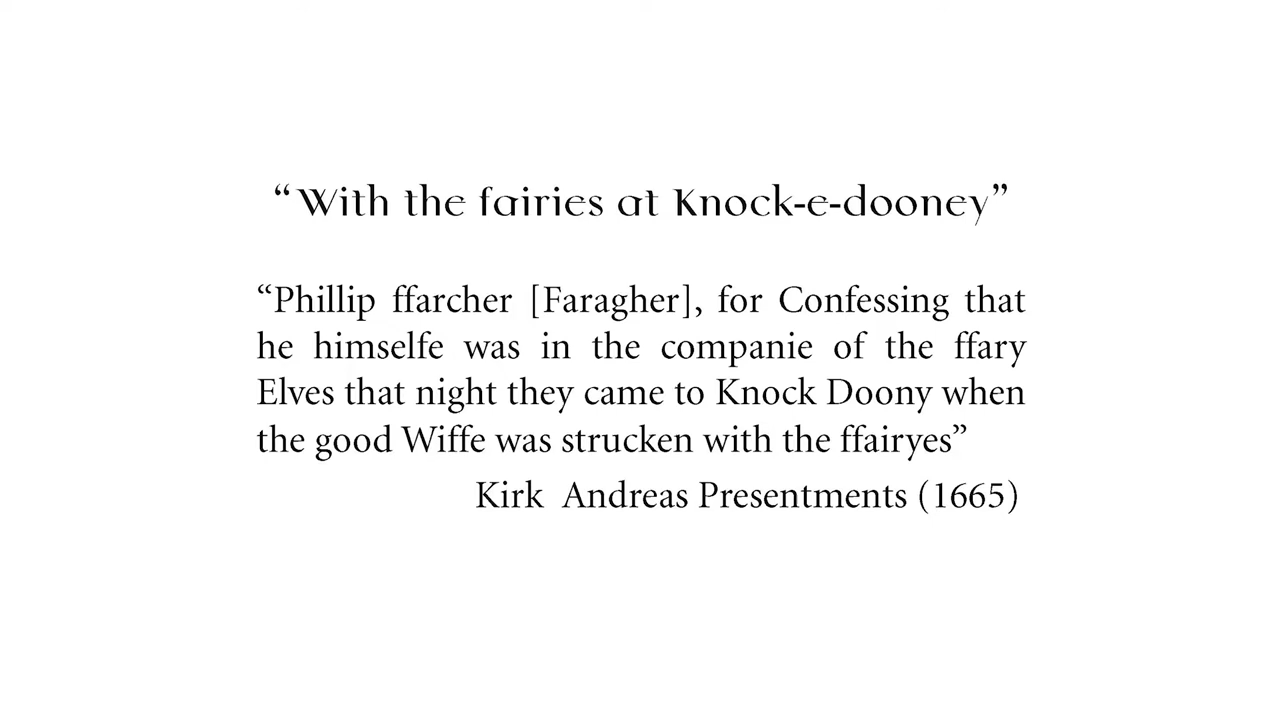 “With the fairies at Knock-e-dooney”
“Phillip ffarcher [Faragher], for Confessing that
he himselfe was in the companie of the ffary
Elves that night they came to Knock Doony when
the good Wiffe was strucken with the ffairyes”
Kirk Andreas Presentments (1665)